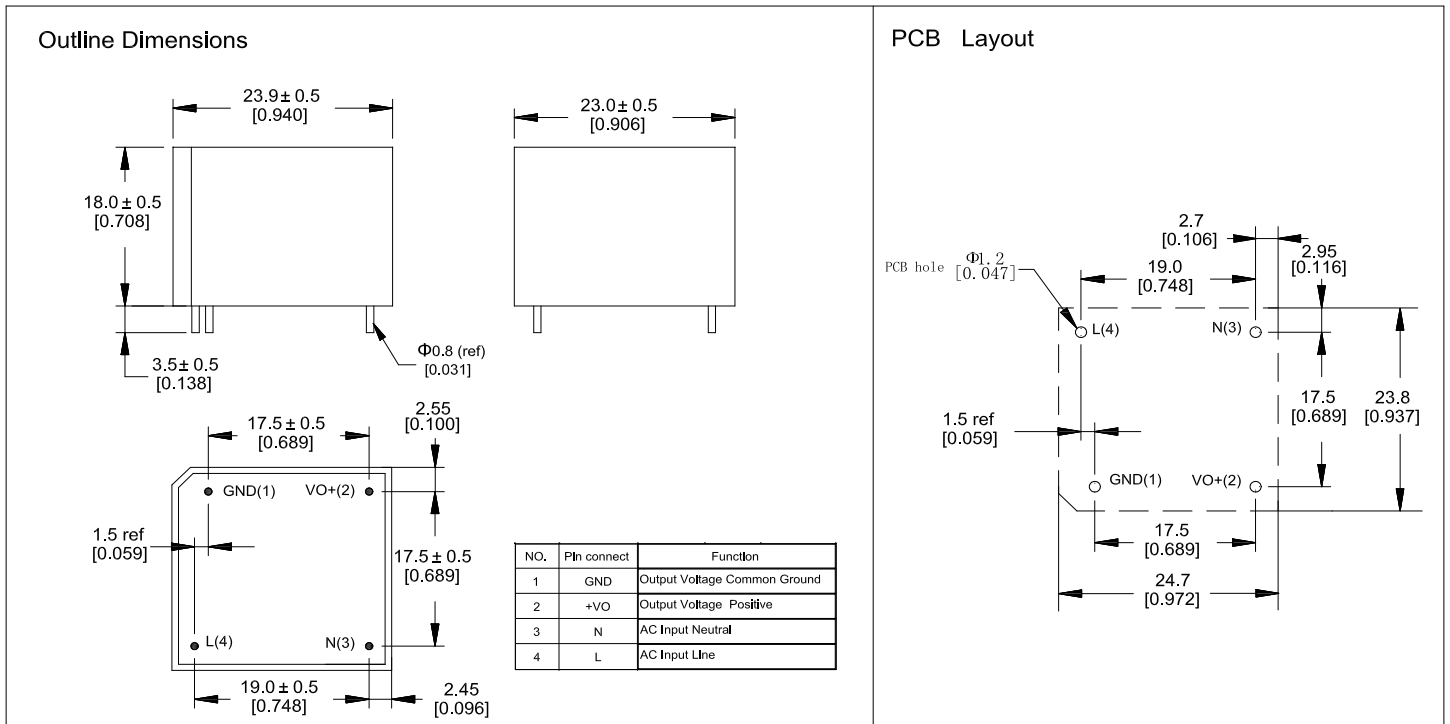 Outline Dimensions
23.9 ± 0.5
[0.940]
23.0 ± 0.5
[0.906]
18.0 ± 0.5
[0.708]
3.5 ± 0.5
[0.138]
Φ0.8 (ref)
[0.031]
17.5 ± 0.5
[0.689]
2.55
[0.100]
GND(1)
VO+(2)
1.5 ref
[0.059]
17.5 ± 0.5
[0.689]
L(4)
N(3)
19.0 ± 0.5
[0.748]
2.45
[0.096]
NO. Pin connect Function
1 GND Output Voltage Common Ground
2 +VO Output Voltage Positive
3 N AC Input Neutral
4 L AC Input Line
PCB Layout
2.7
[0.106]
2.95
[0.116]
PCB hole Φ1.2
[0.047]
19.0
[0.748]
L(4)
N(3)
17.5
[0.689]
23.8
[0.937]
1.5 ref
[0.059]
GND(1)
VO+(2)
17.5
[0.689]
24.7
[0.972]